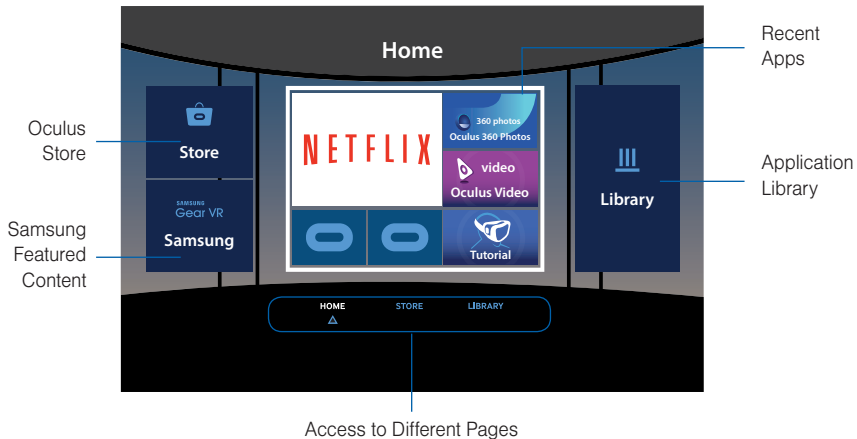 Home
Recent
Apps
Oculus
Store
Store
NETFLIX
360 photos
Oculus 360 Photos
video
Oculus Video
Library
Application
Library
Samsung
Featured
Content
SAMSUNG
Gear VR
Samsung
Tutorial
HOME
STORE
LIBRARY
Access to Different Pages